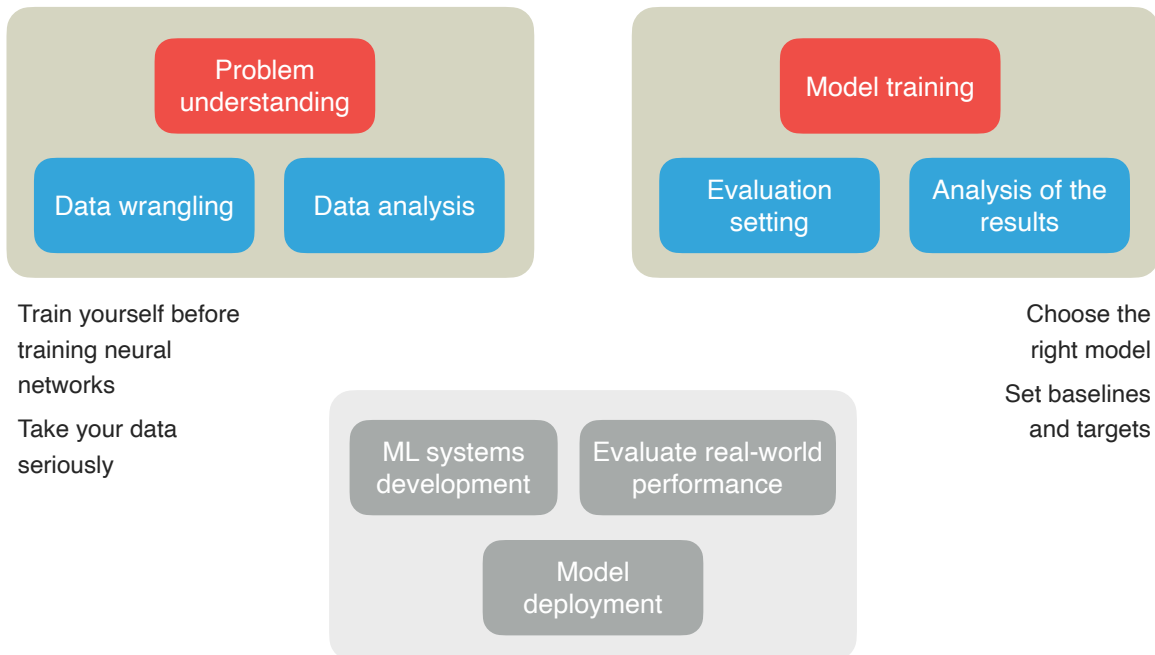 Problem
understanding
Data wrangling
Data analysis
Model training
Evaluation
setting
Analysis of the
results
Train yourself before
training neural
networks
Take your data
seriously
Choose the
right model
Set baselines
and targets
ML systems
development
Evaluate real-world
performance
Model
deployment